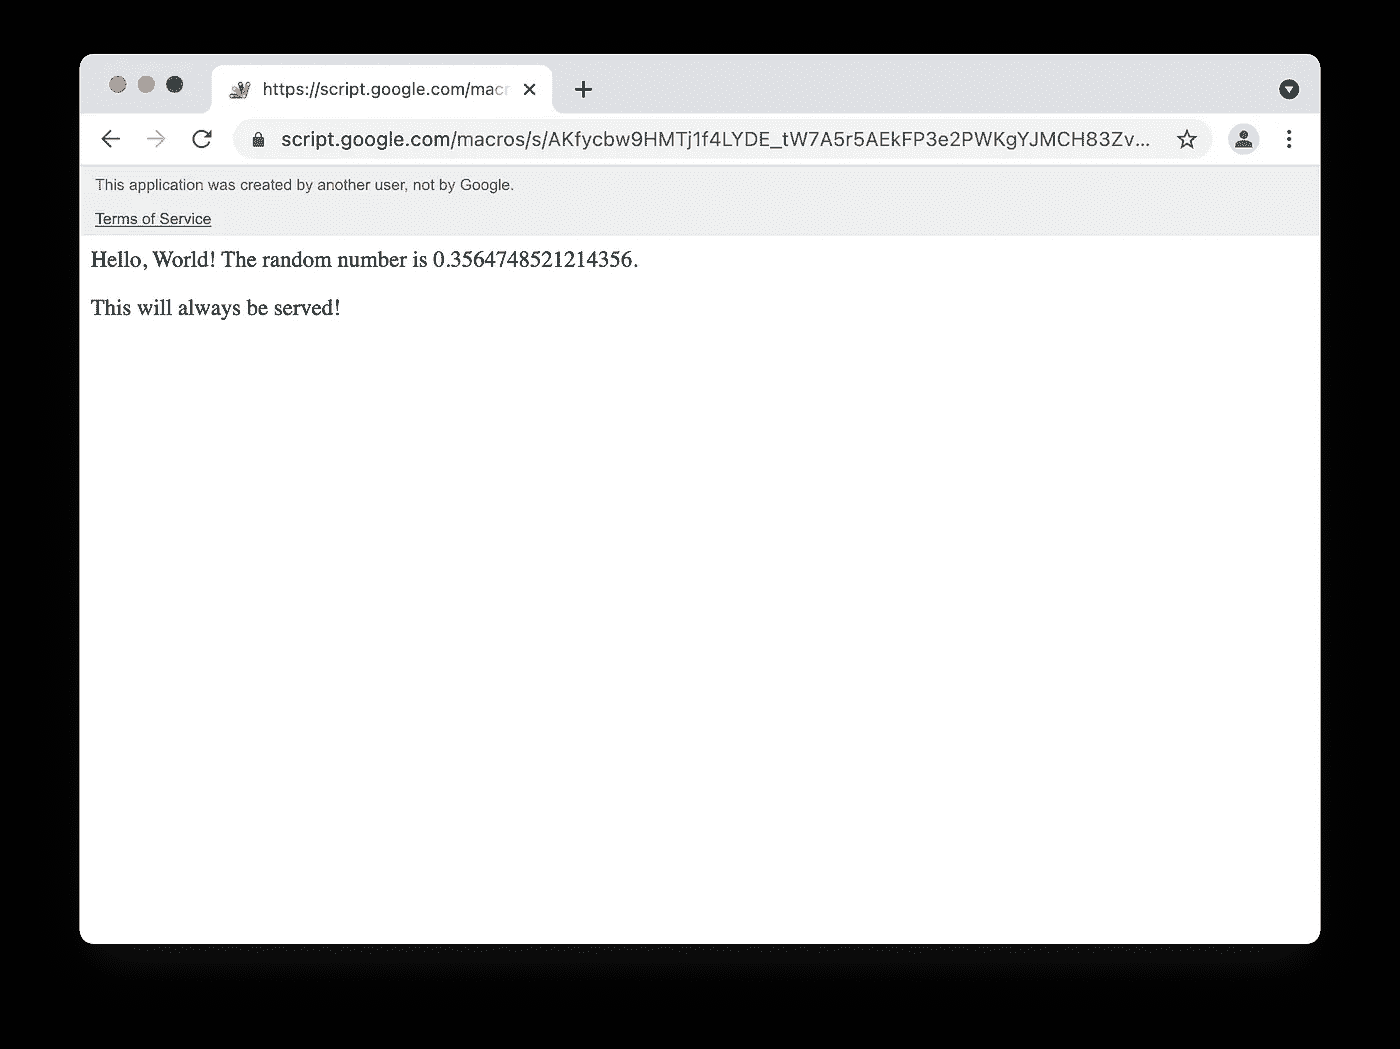 https://script.google.com/macr
script.google.com/macros/s/AKfycbw9HMTj1f4LYDE_tW7A5r5AEkFP3e2PWKgYJMCH83Zv...
This application was created by another user, not by Google.
Terms of Service
Hello, World! The random number is 0.3564748521214356.
This will always be served!